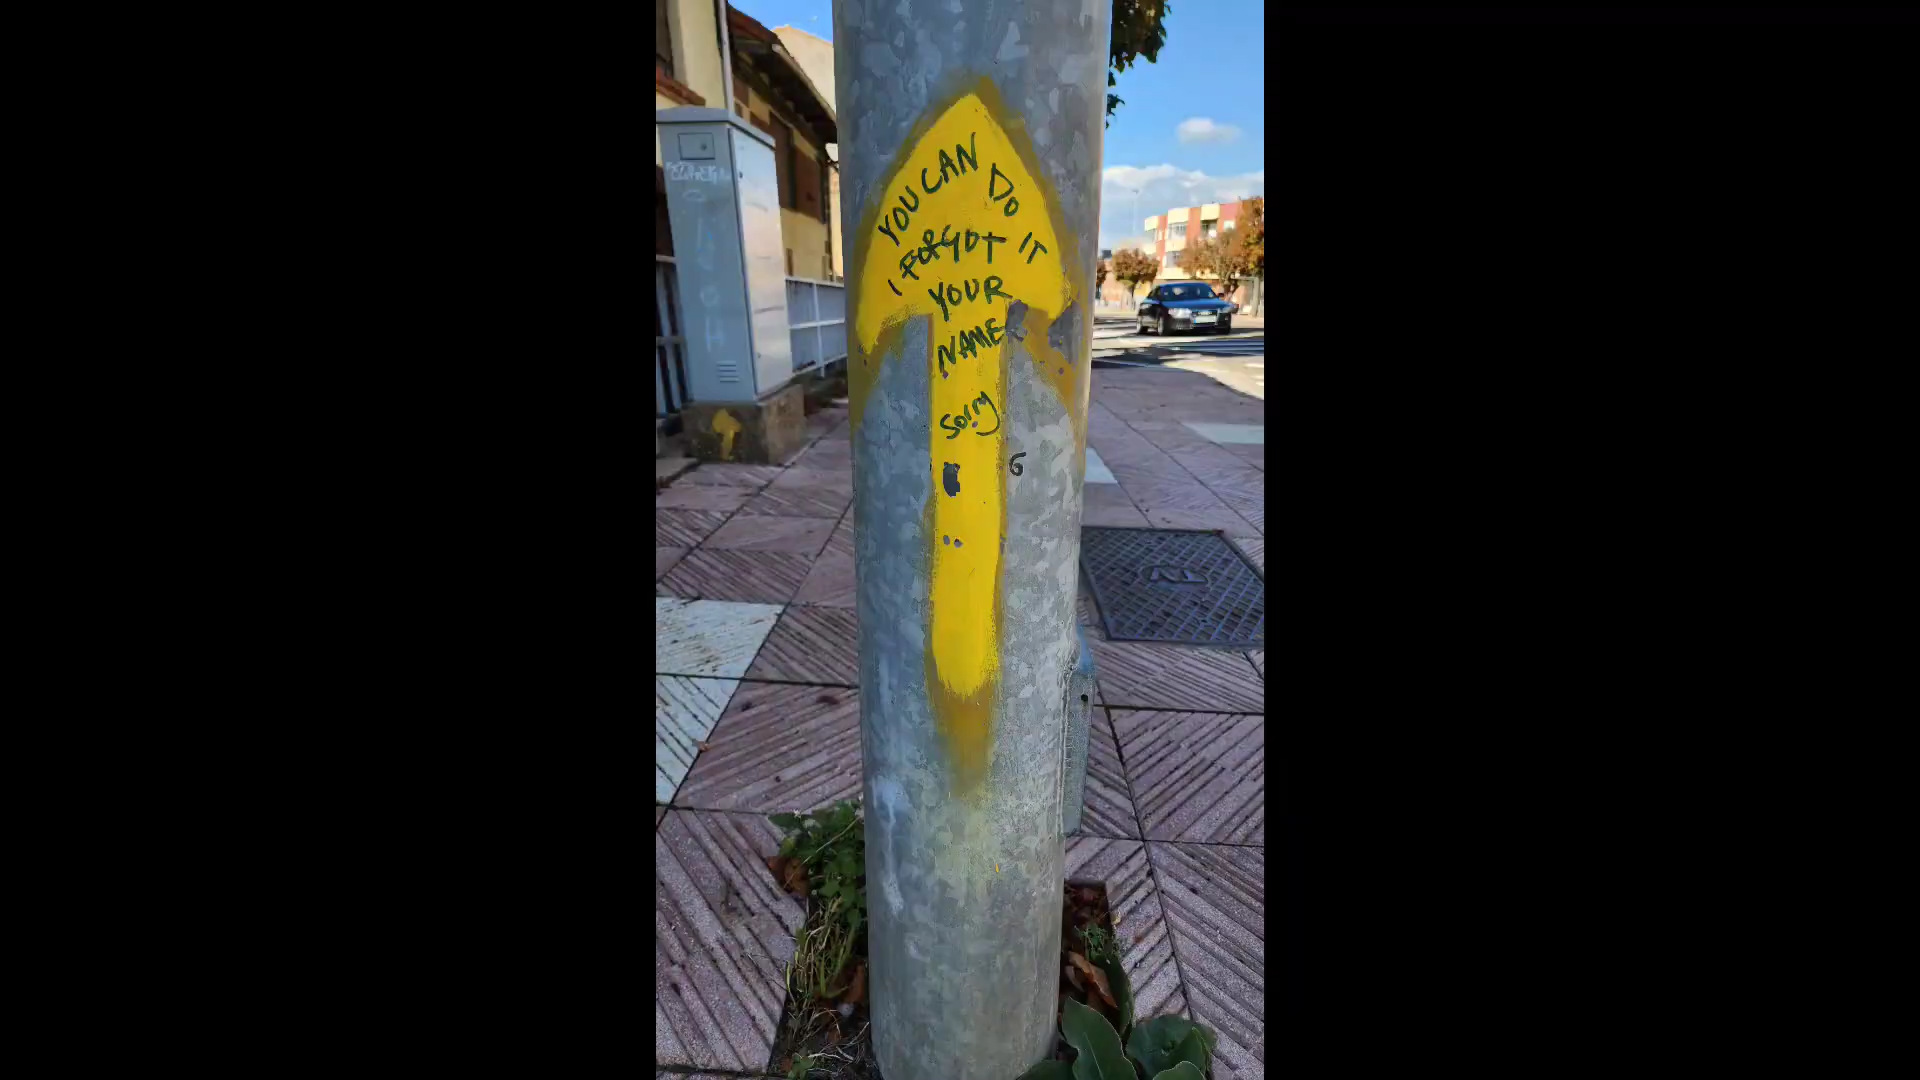 YOU CAN DO IT
I FORGOT
YOUR
NAME
Sorry
G